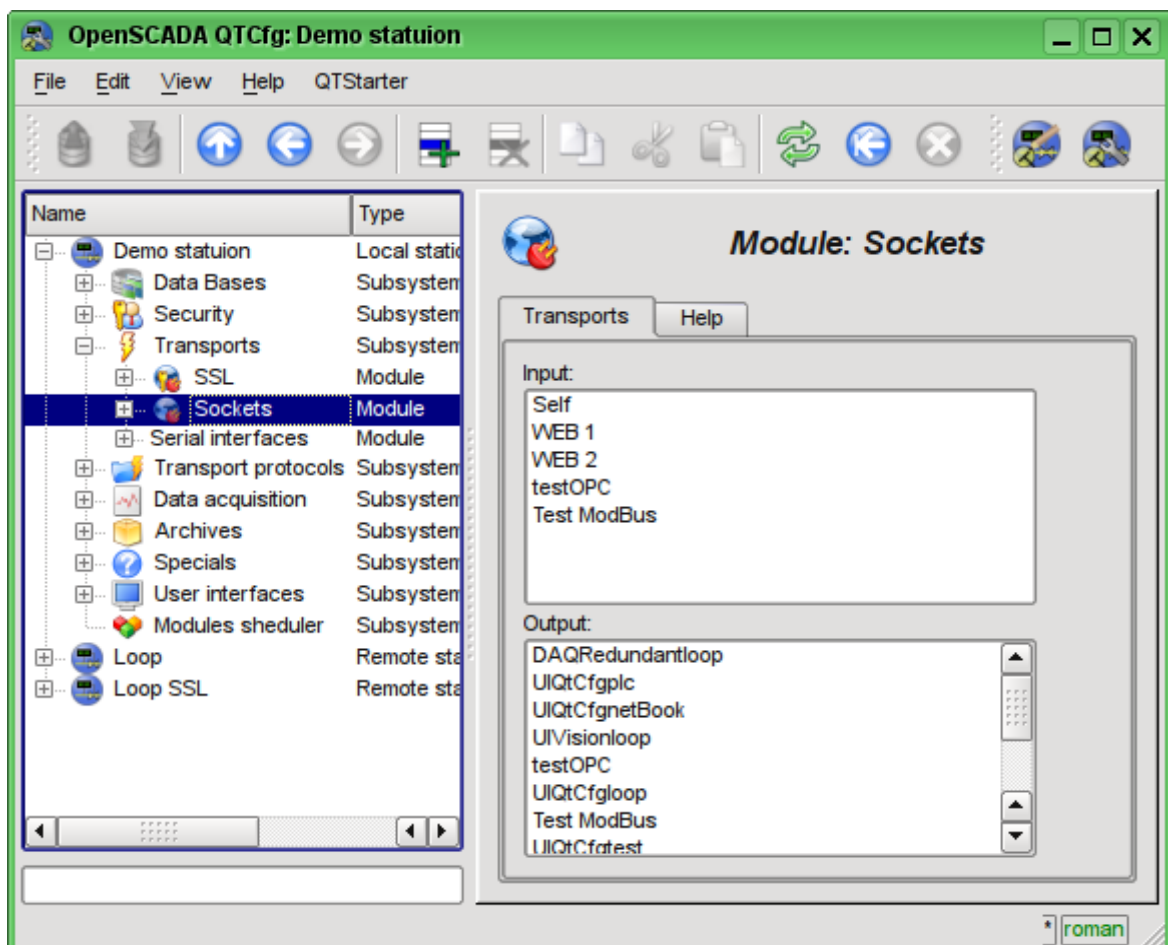 OpenSCADA QTCfg: Demo statuion
File Edit View Help QTStarter
Name Type
Demo statuion Local static
Data Bases Subsystem
Security Subsystem
Transports Subsystem
SSL Module
Sockets Module
Serial interfaces Module
Transport protocols Subsystem
Data acquisition Subsystem
Archives Subsystem
Specials Subsystem
User interfaces Subsystem
Modules sheduler Subsystem
Loop Remote sta
Loop SSL Remote sta
Module: Sockets
Transports Help
Input:
Self
WEB 1
WEB 2
testOPC
Test ModBus
Output:
DAQRedundantloop
UIQtCfgplc
UIQtCfgnetBook
UIVisionloop
testOPC
UIQtCfgloop
Test ModBus
UIQtCfgtest
* roman